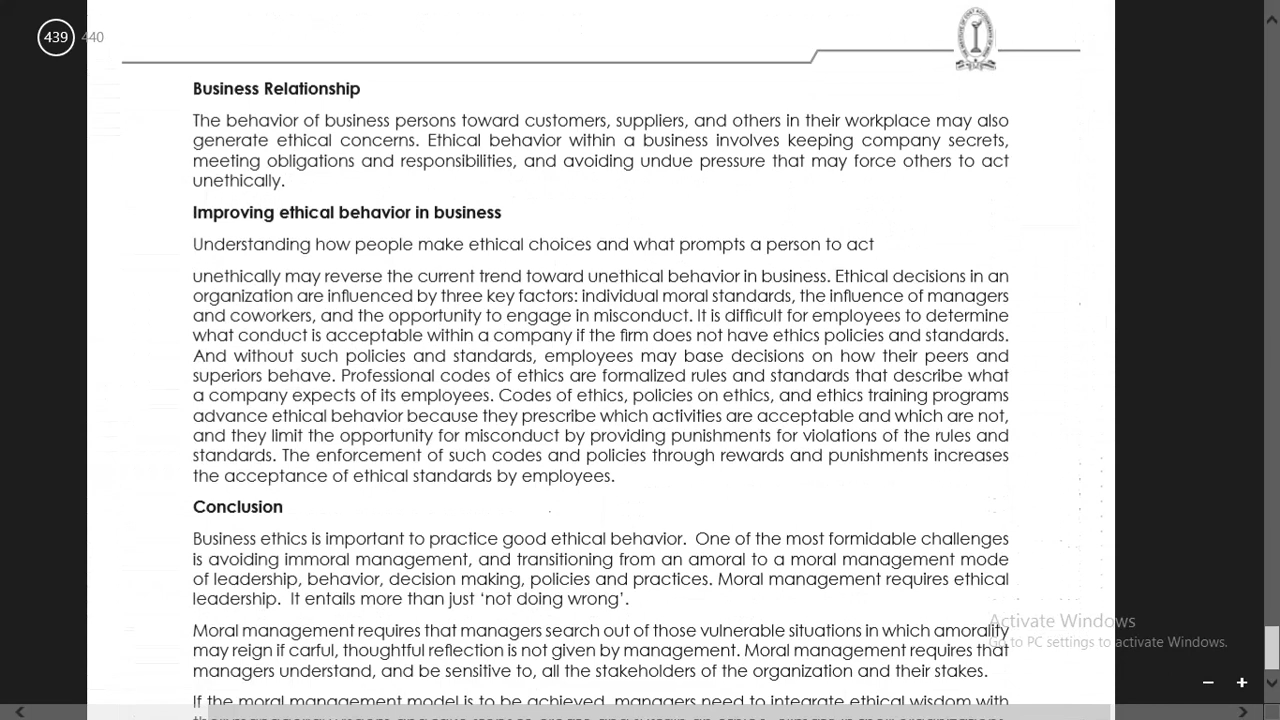 439 440
Business Relationship
The behavior of business persons toward customers, suppliers, and others in their workplace may also
generate ethical concerns. Ethical behavior within a business involves keeping company secrets,
meeting obligations and responsibilities, and avoiding undue pressure that may force others to act
unethically.
Improving ethical behavior in business
Understanding how people make ethical choices and what prompts a person to act
unethically may reverse the current trend toward unethical behavior in business. Ethical decisions in an
organization are influenced by three key factors: individual moral standards, the influence of managers
and coworkers, and the opportunity to engage in misconduct. It is difficult for employees to determine
what conduct is acceptable within a company if the firm does not have ethics policies and standards.
And without such policies and standards, employees may base decisions on how their peers and
superiors behave. Professional codes of ethics are formalized rules and standards that describe what
a company expects of its employees. Codes of ethics, policies on ethics, and ethics training programs
advance ethical behavior because they prescribe which activities are acceptable and which are not,
and they limit the opportunity for misconduct by providing punishments for violations of the rules and
standards. The enforcement of such codes and policies through rewards and punishments increases
the acceptance of ethical standards by employees.
Conclusion
Business ethics is important to practice good ethical behavior. One of the most formidable challenges
is avoiding immoral management, and transitioning from an amoral to a moral management mode
of leadership, behavior, decision making, policies and practices. Moral management requires ethical
leadership. It entails more than just ‘not doing wrong’.
Moral management requires that managers search out of those vulnerable situations in which amorality
may reign if carful, thoughtful reflection is not given by management. Moral management requires that
managers understand, and be sensitive to, all the stakeholders of the organization and their stakes.
If the moral management model is to be achieved, managers need to integrate ethical wisdom with
Activate Windows
Go to PC settings to activate Windows.